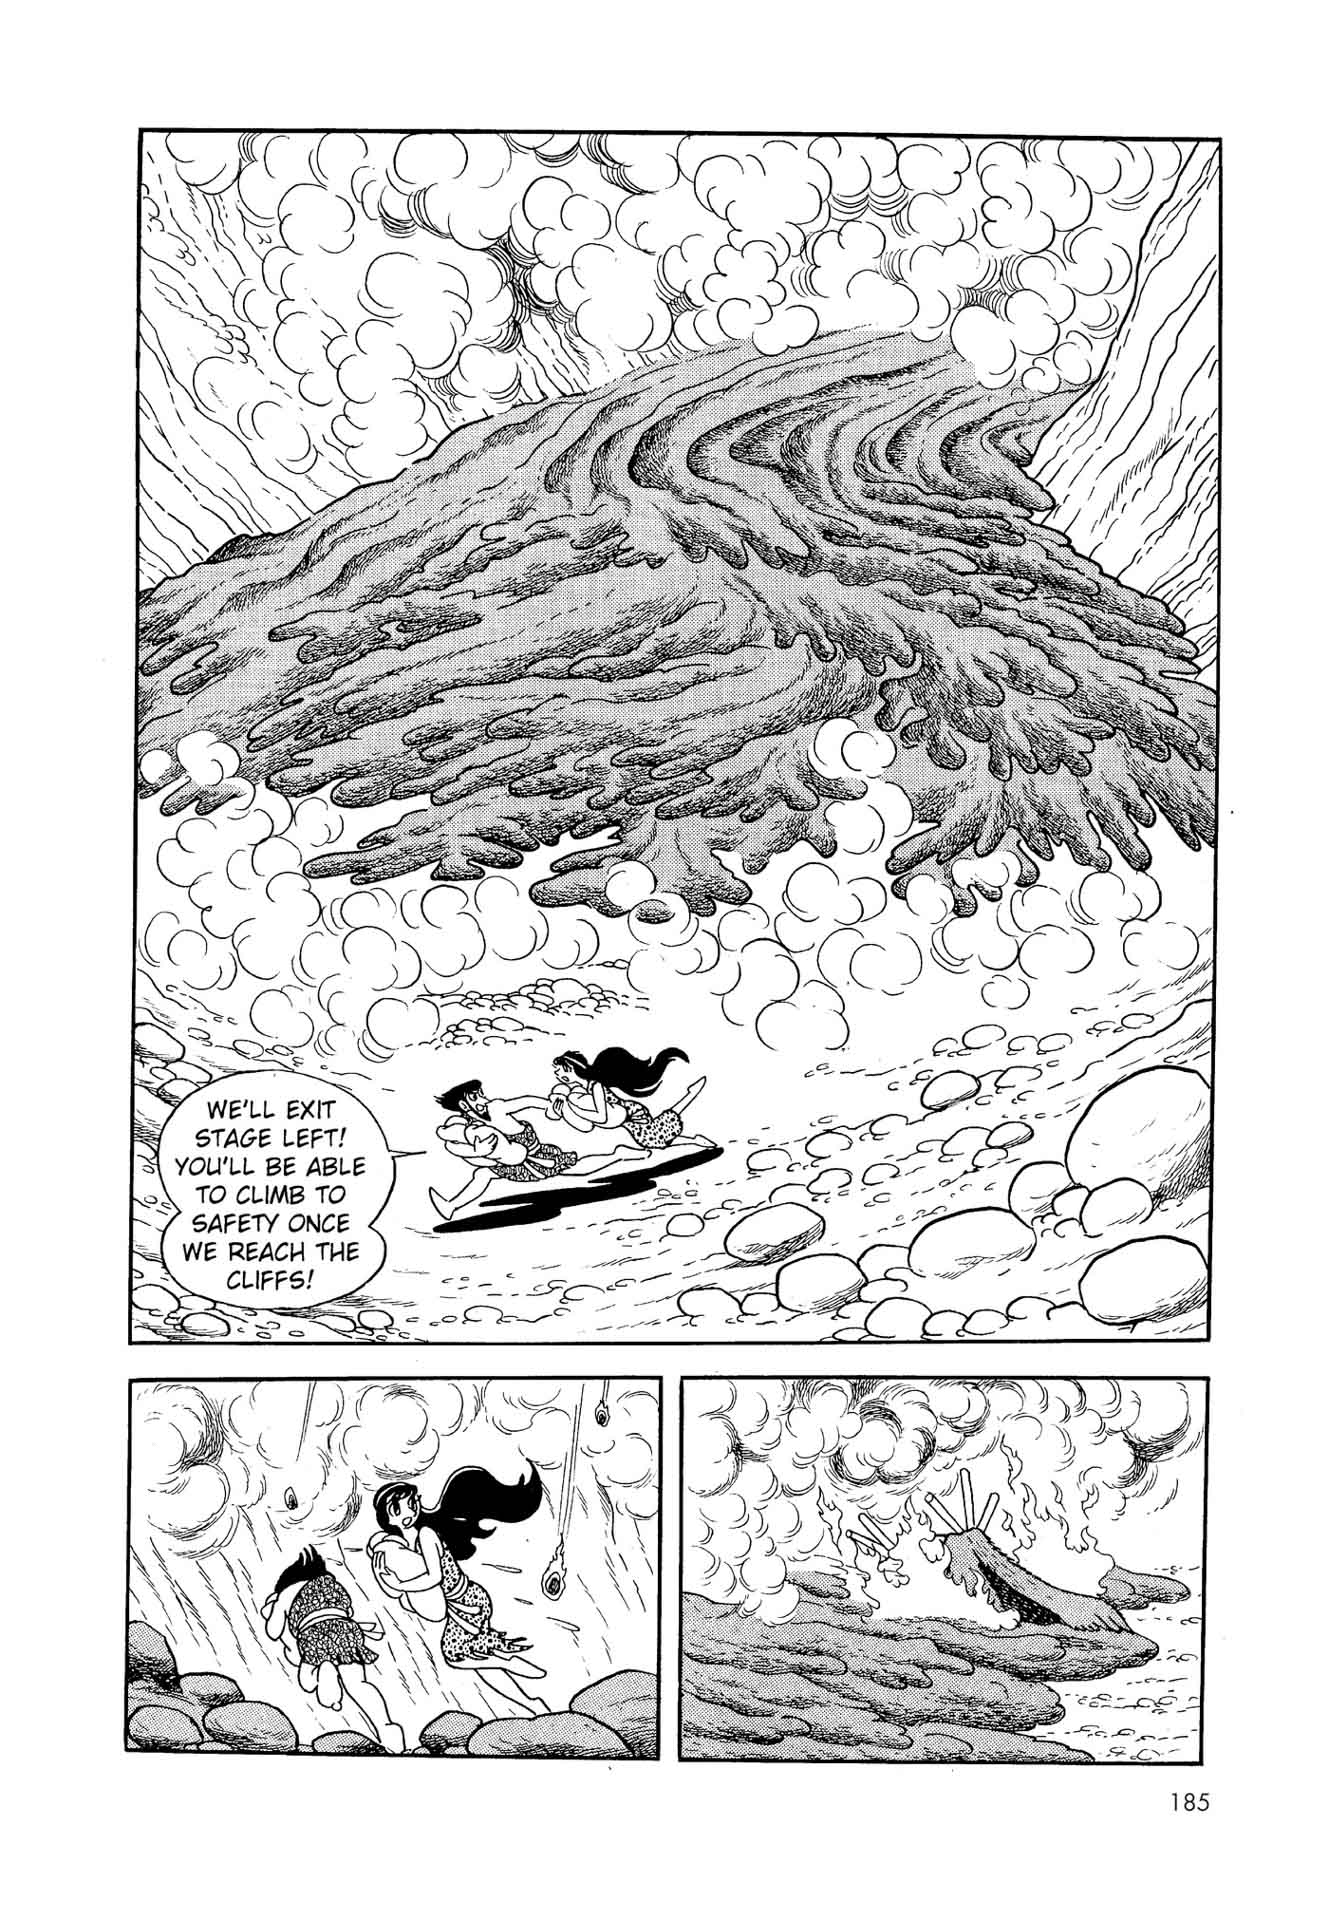 WE'LL EXIT
STAGE LEFT!
YOU'LL BE ABLE
TO CLIMB TO
SAFETY ONCE
WE REACH THE
CLIFFS!
185